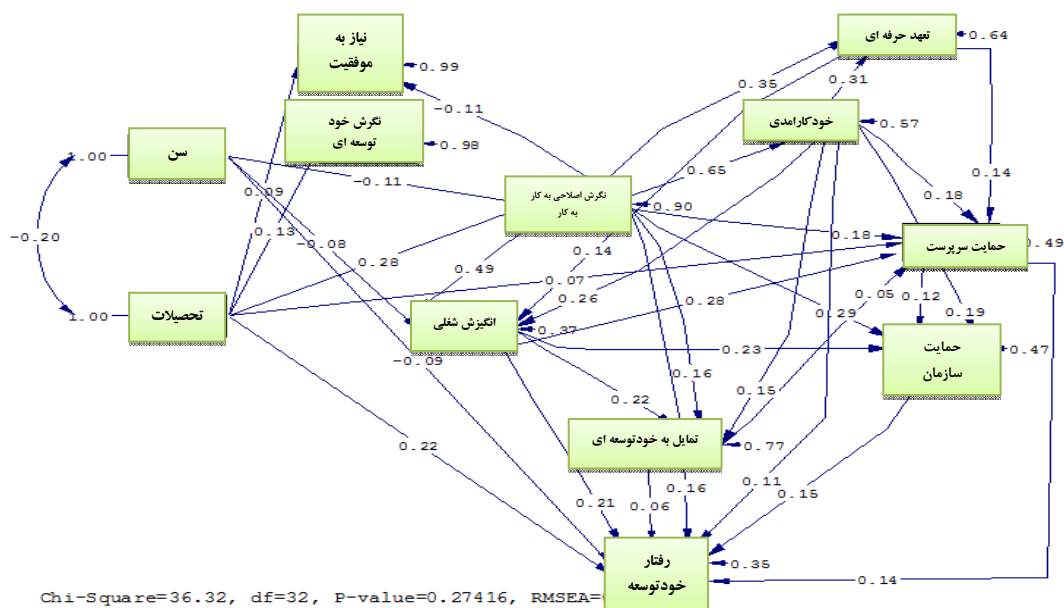 نیاز به
موفقیت
0.99
تعهد حرفه ای
0.64
0.35
0.31
-0.11
نگرش خود
توسعه ای
0.98
خودکارامدی
0.57
1.00
سن
0.65
0.14
-0.11
0.09
نگرش اصلاحی به کار
به کار
0.90
0.18
-0.20
0.13
-0.08
0.28
0.49
0.14
0.18
حمایت سرپرست
0.49
0.07
0.26
0.28
0.05
0.12
1.00
تحصیلات
انگیزش شغلی
0.37
0.29
0.19
0.23
حمایت
سازمان
0.47
-0.09
0.16
0.15
0.22
تمایل به خودتوسعه ای
0.77
0.22
0.21
0.06
0.16
0.11
0.15
رفتار
خودتوسعه
0.35
0.14
Chi-Square=36.32, df=32, P-value=0.27416, RMSEA=